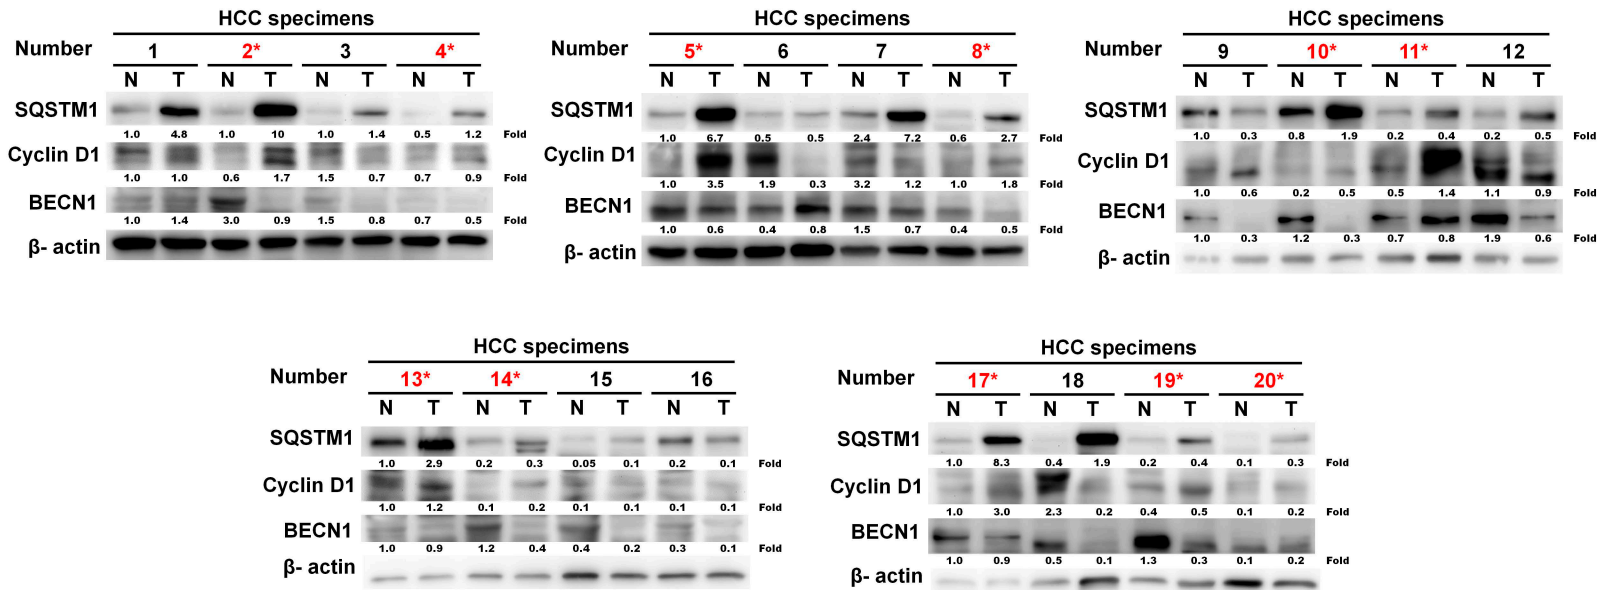 HCC specimens
Number 1 2* 3 4*
N T N T N T N T
SQSTM1
1.0 4.8 1.0 10 1.0 1.4 0.5 1.2 Fold
Cyclin D1
1.0 1.0 0.6 1.7 1.5 0.7 0.7 0.9 Fold
BECN1
1.0 1.4 3.0 0.9 1.5 0.8 0.7 0.5 Fold
β- actin
HCC specimens
Number 5* 6 7 8*
N T N T N T N T
SQSTM1
1.0 6.7 0.5 0.5 2.4 7.2 0.6 2.7 Fold
Cyclin D1
1.0 3.5 1.9 0.3 3.2 1.2 1.0 1.8 Fold
BECN1
1.0 0.6 0.4 0.8 1.5 0.7 0.4 0.5 Fold
β- actin
HCC specimens
Number 9 10* 11* 12
N T N T N T N T
SQSTM1
1.0 0.3 0.8 1.9 0.2 0.4 0.2 0.5 Fold
Cyclin D1
1.0 0.6 0.2 0.5 0.5 1.4 1.1 0.9 Fold
BECN1
1.0 0.3 1.2 0.3 0.7 0.8 1.9 0.6 Fold
β- actin
HCC specimens
Number 13* 14* 15 16
N T N T N T N T
SQSTM1
1.0 2.9 0.2 0.3 0.05 0.1 0.2 0.1 Fold
Cyclin D1
1.0 1.2 0.1 0.2 0.1 0.1 0.1 0.1 Fold
BECN1
1.0 0.9 1.2 0.4 0.4 0.2 0.3 0.1 Fold
β- actin
HCC specimens
Number 17* 18 19* 20*
N T N T N T N T
SQSTM1
1.0 8.3 0.4 1.9 0.2 0.4 0.1 0.3 Fold
Cyclin D1
1.0 3.0 2.3 0.2 0.4 0.5 0.1 0.2 Fold
BECN1
1.0 0.9 0.5 0.1 1.3 0.3 0.1 0.2 Fold
β- actin